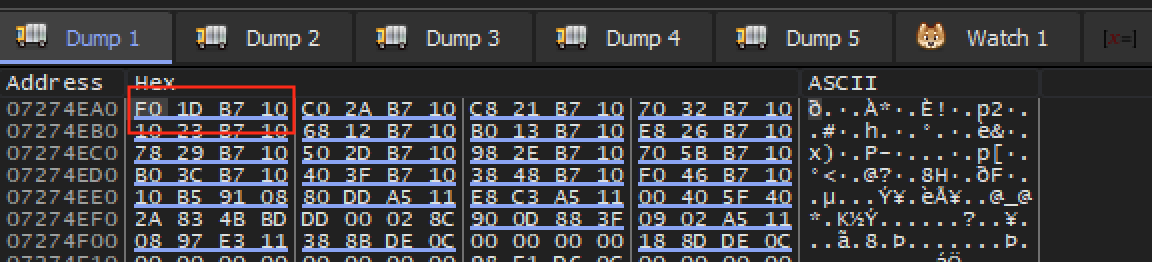 Dump 1 Dump 2 Dump 3 Dump 4 Dump 5 Watch 1 [x=]
Address Hex ASCII
07274EA0 F0 1D B7 10 C0 2A B7 10 C8 21 B7 10 70 32 B7 10 ð.·.À*·.È!·.p2·.
07274EB0 10 23 B7 10 68 12 B7 10 B0 13 B7 10 E8 26 B7 10 .#·.h.·.°.·.è&·.
07274EC0 78 29 B7 10 50 2D B7 10 98 2E B7 10 70 5B B7 10 x)·.P-·...·.p[·.
07274ED0 B0 3C B7 10 40 3F B7 10 38 48 B7 10 F0 46 B7 10 °<·.@?·.8H·.ðF·.
07274EE0 10 B5 91 08 80 DD A5 11 E8 C3 A5 11 00 40 5F 40 .µ...Ý¥.èÃ¥..@_@
07274EF0 2A 83 4B BD DD 00 02 8C 90 0D 88 3F 09 02 A5 11 *.K½Ý......?..¥.
07274F00 08 97 E3 11 38 8B DE 0C 00 00 00 00 18 8D DE 0C ..ã.8.Þ.......Þ.